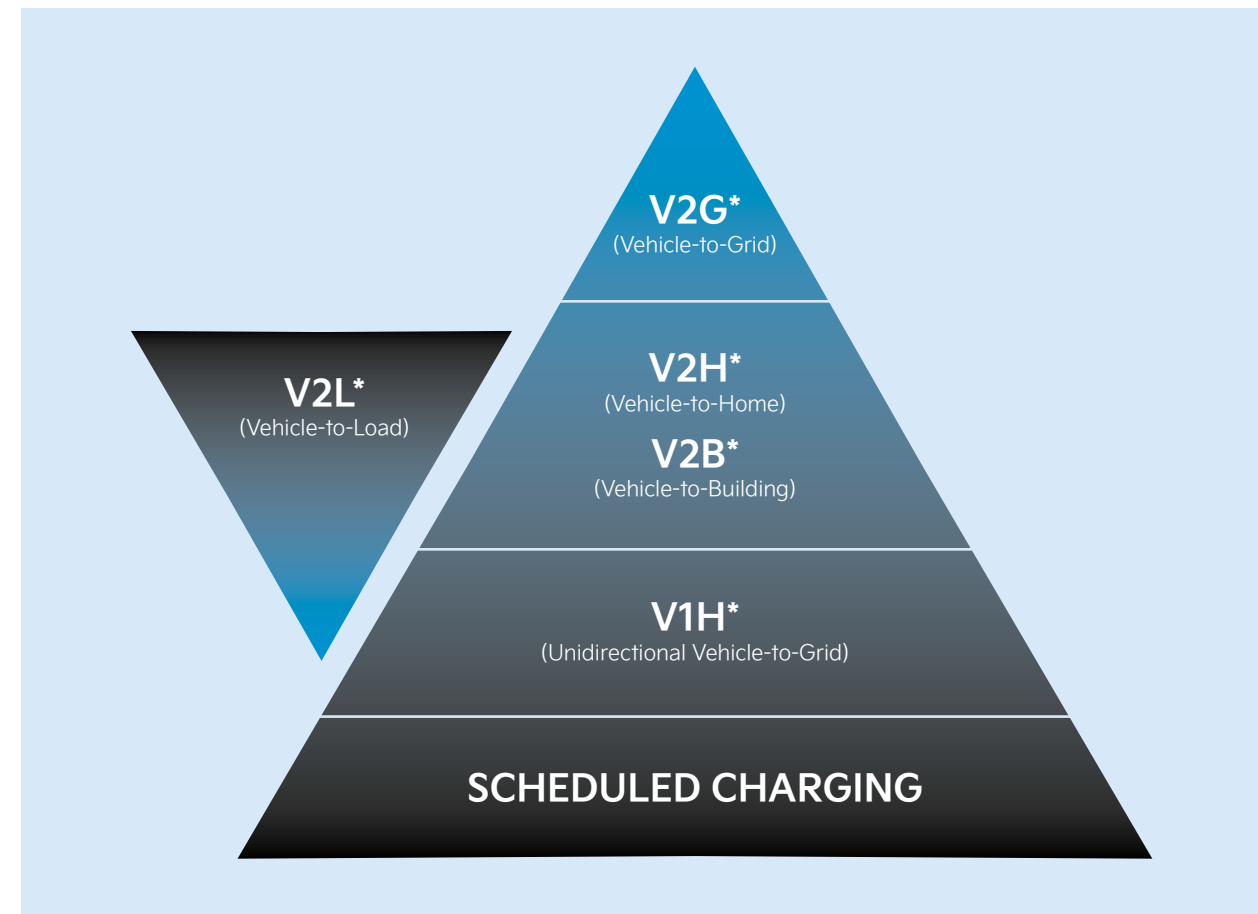 V2G*
(Vehicle-to-Grid)
V2H*
(Vehicle-to-Home)
V2L*
(Vehicle-to-Load)
V2B*
(Vehicle-to-Building)
V1H*
(Unidirectional Vehicle-to-Grid)
SCHEDULED CHARGING